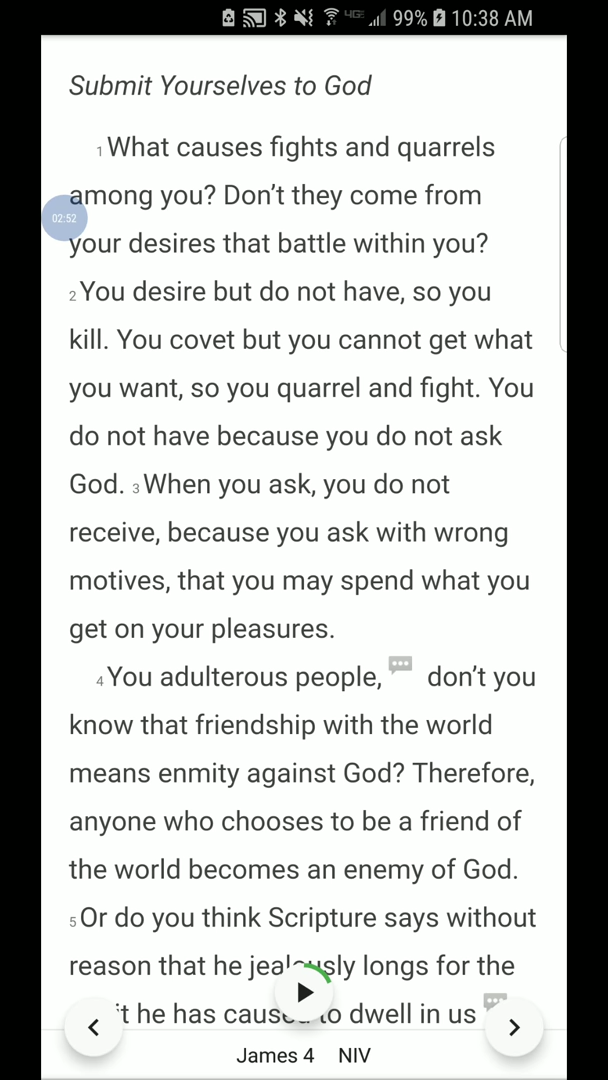 99% 10:38 AM
Submit Yourselves to God
1 What causes fights and quarrels
among you? Don't they come from
02:52
your desires that battle within you?
2 You desire but do not have, so you
kill. You covet but you cannot get what
you want, so you quarrel and fight. You
do not have because you do not ask
God. 3 When you ask, you do not
receive, because you ask with wrong
motives, that you may spend what you
get on your pleasures.
4 You adulterous people, don't you
know that friendship with the world
means enmity against God? Therefore,
anyone who chooses to be a friend of
the world becomes an enemy of God.
5 Or do you think Scripture says without
reason that he jealously longs for the
it he has caused to dwell in us
James 4 NIV